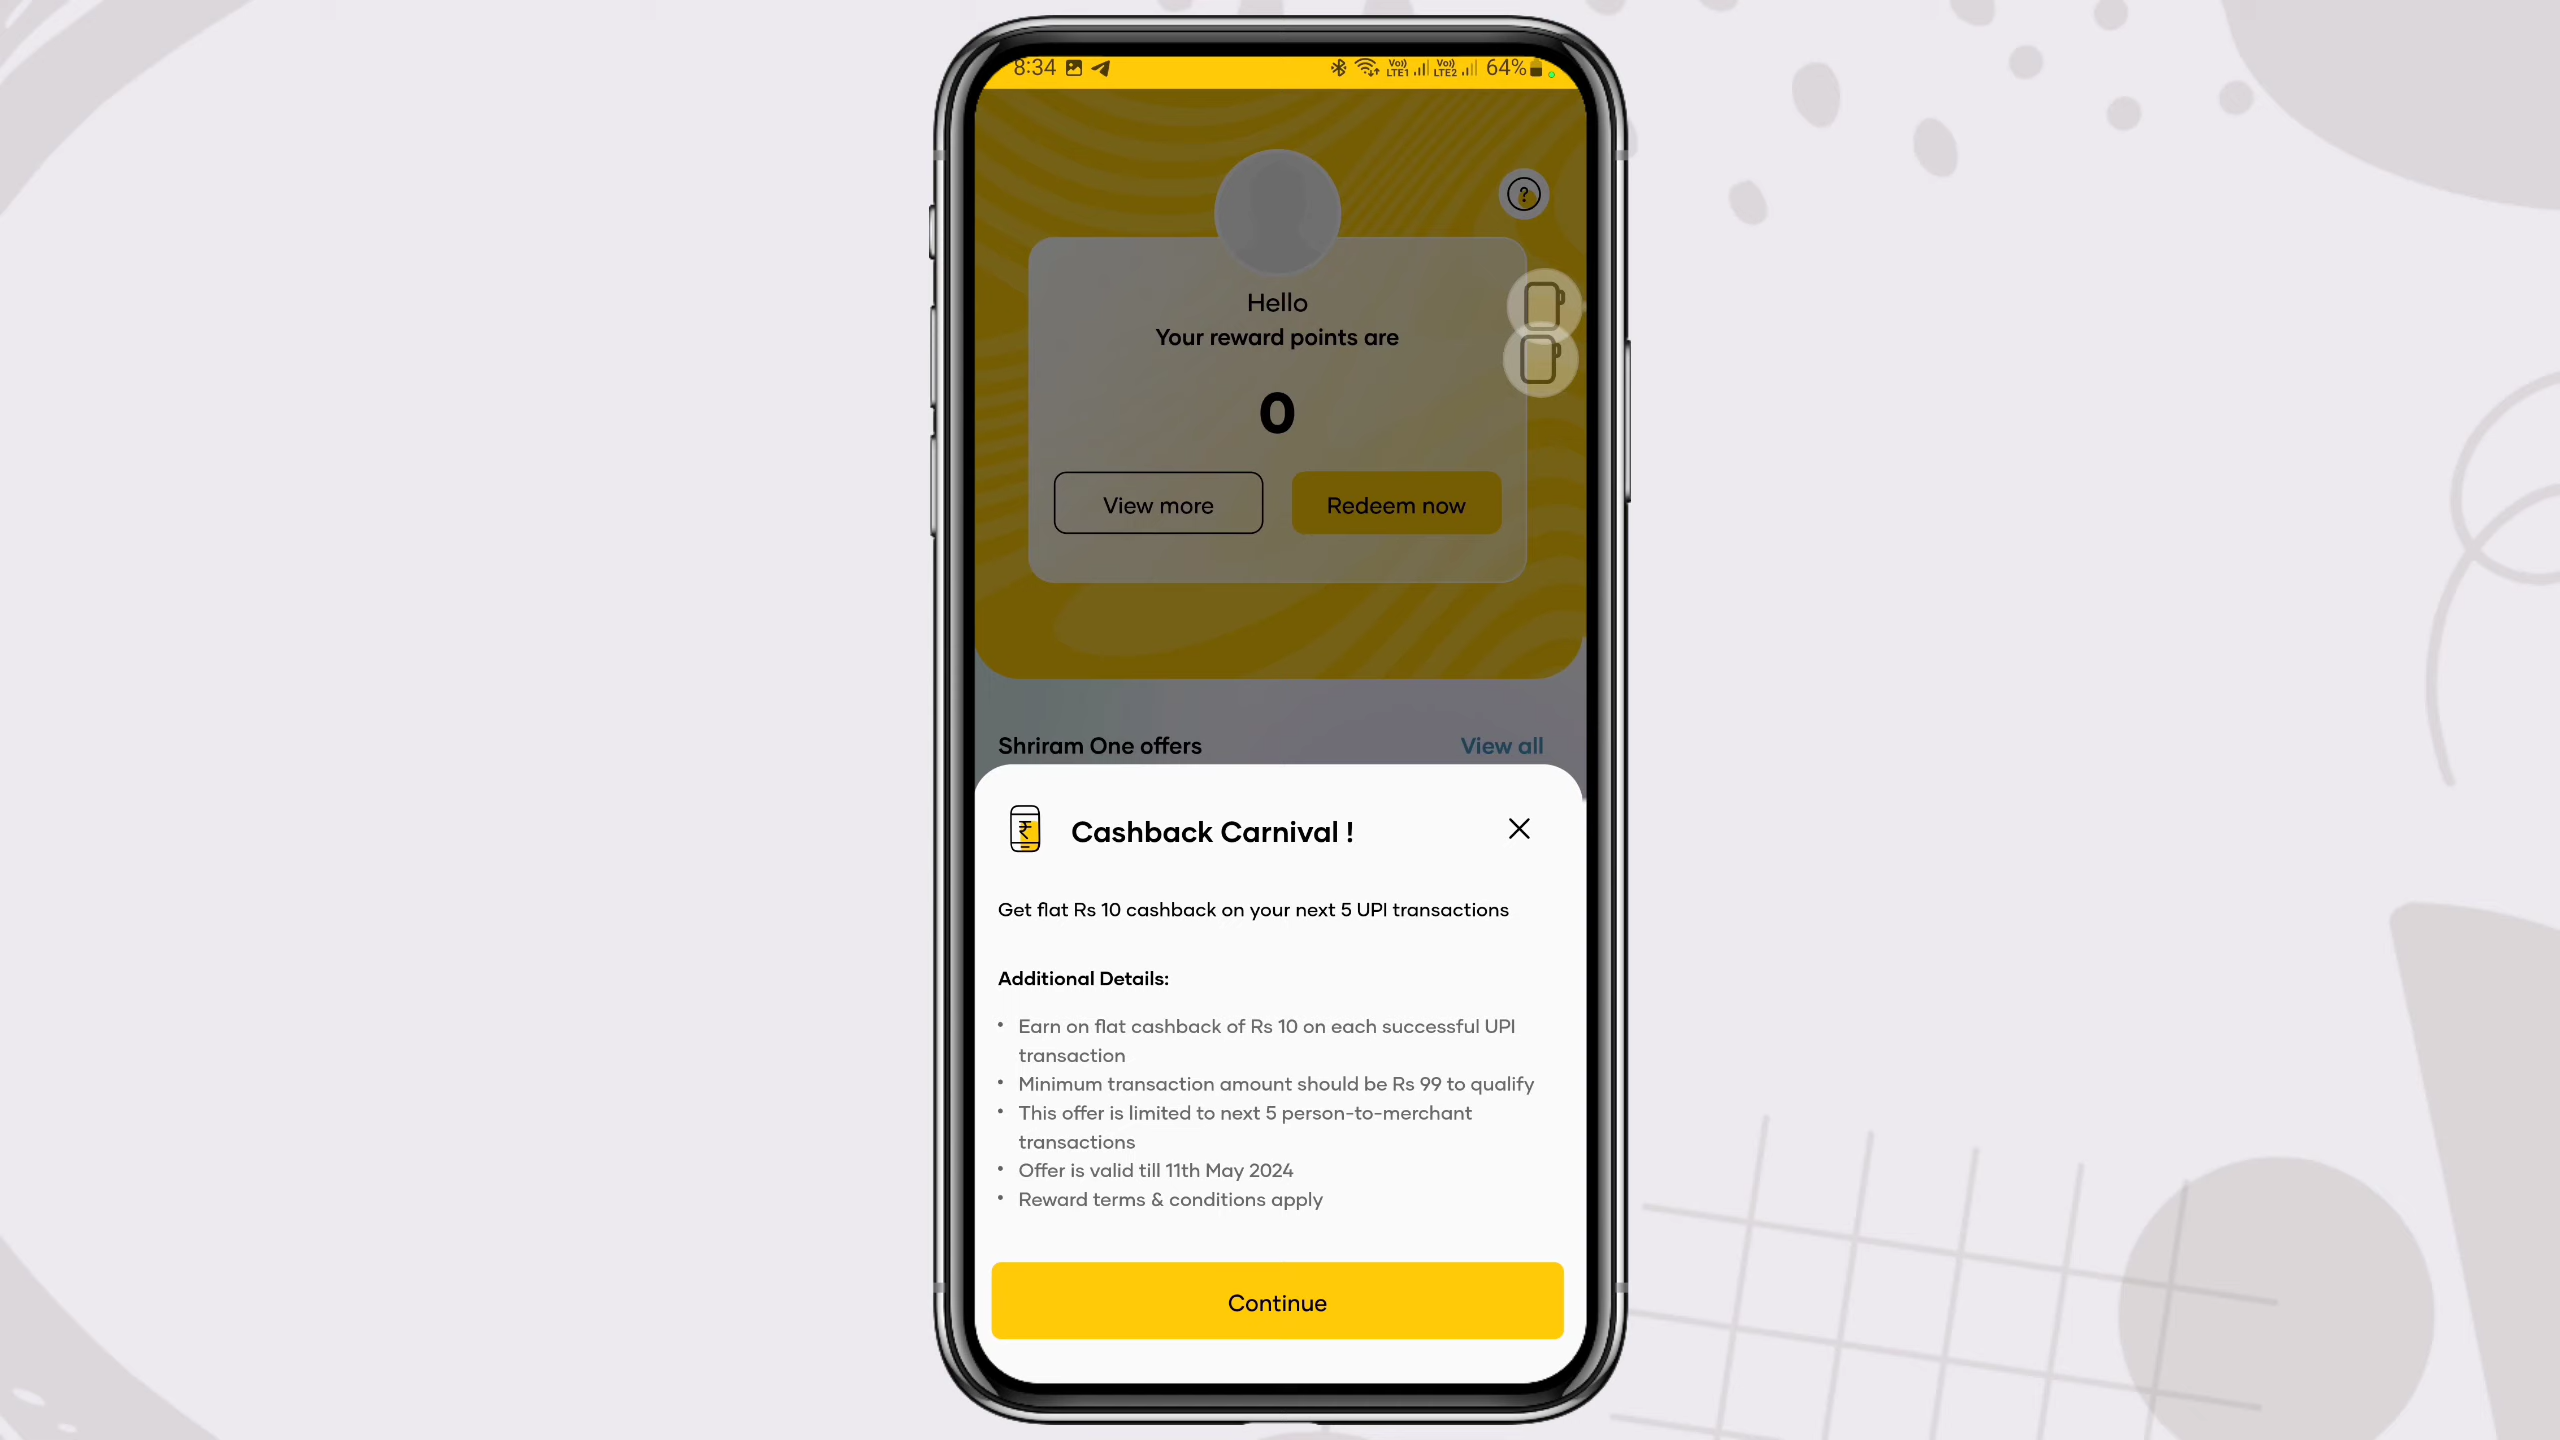 8:34
Vo)) LTE1 Vo)) LTE2 64%
?
Hello
Your reward points are
0
View more
Redeem now
Shriram One offers
View all
₹
Cashback Carnival !
Get flat Rs 10 cashback on your next 5 UPI transactions
Additional Details:
• Earn on flat cashback of Rs 10 on each successful UPI
transaction
• Minimum transaction amount should be Rs 99 to qualify
• This offer is limited to next 5 person-to-merchant
transactions
• Offer is valid till 11th May 2024
• Reward terms & conditions apply
Continue